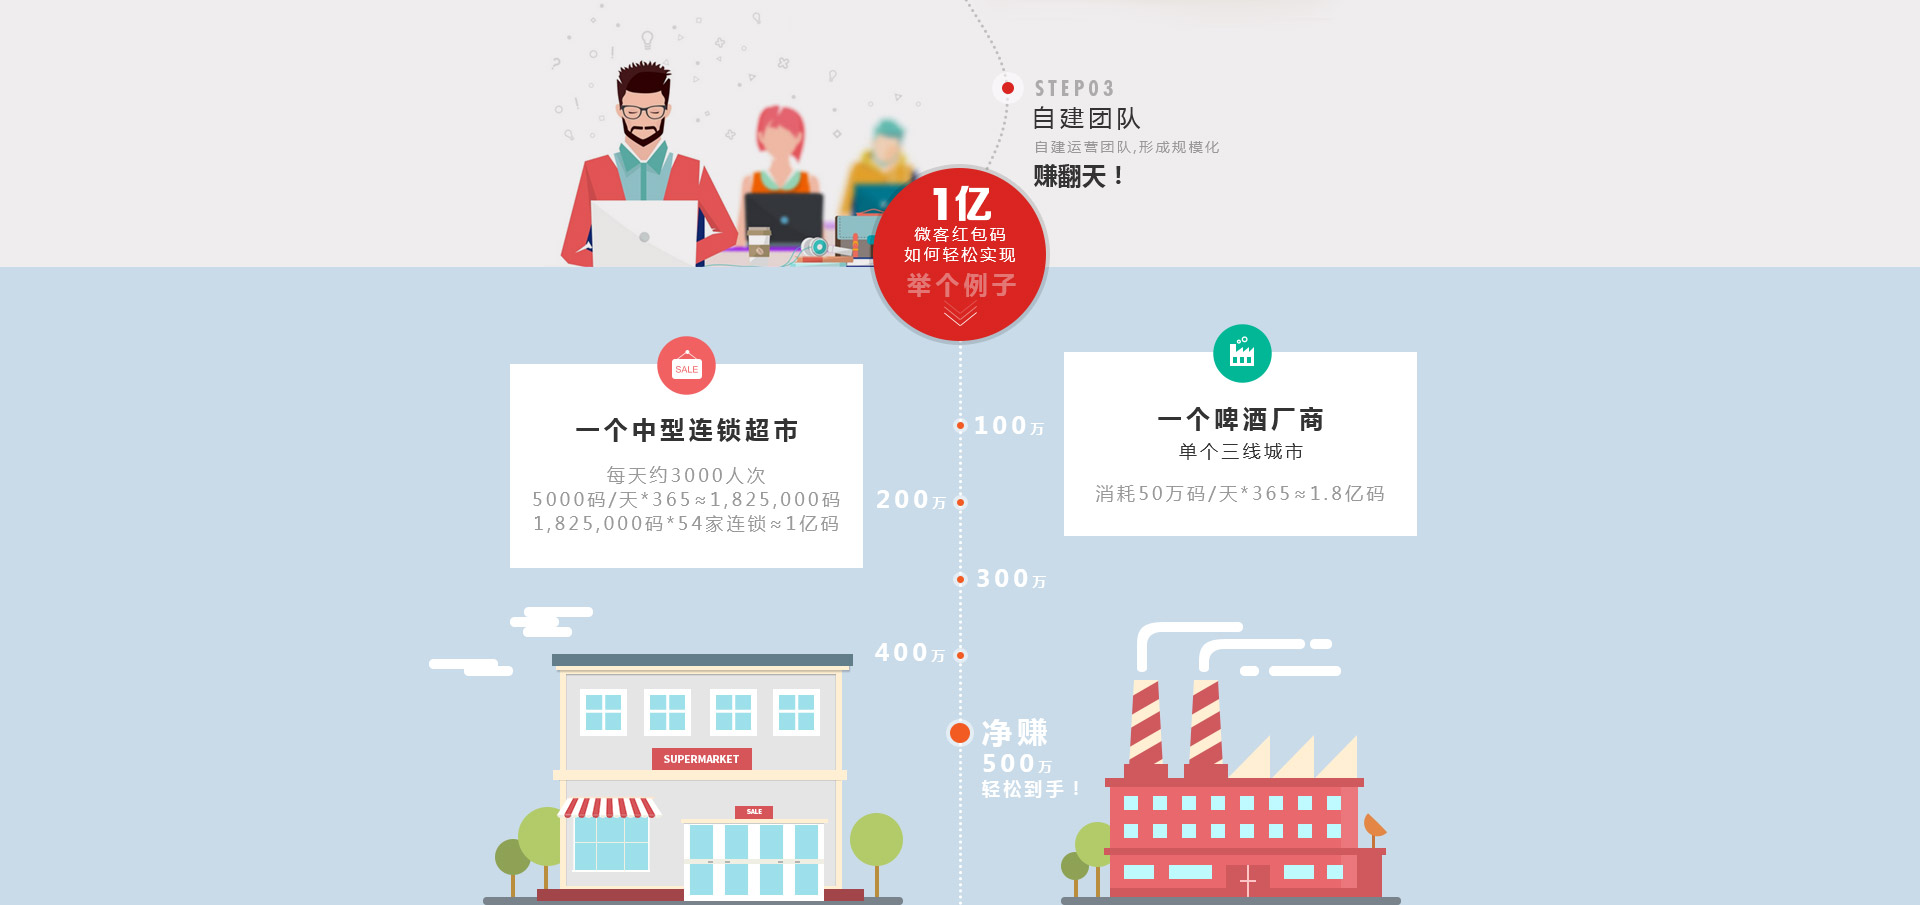 STEP03
自建团队
自建运营团队,形成规模化
赚翻天！
1亿
微客红包码
如何轻松实现
举个例子
SALE
一个中型连锁超市
每天约3000人次
5000码/天*365≈1,825,000码
1,825,000码*54家连锁≈1亿码
一个啤酒厂商
单个三线城市
消耗50万码/天*365≈1.8亿码
100万
200万
300万
400万
净赚
500万
轻松到手！
SUPERMARKET
SALE